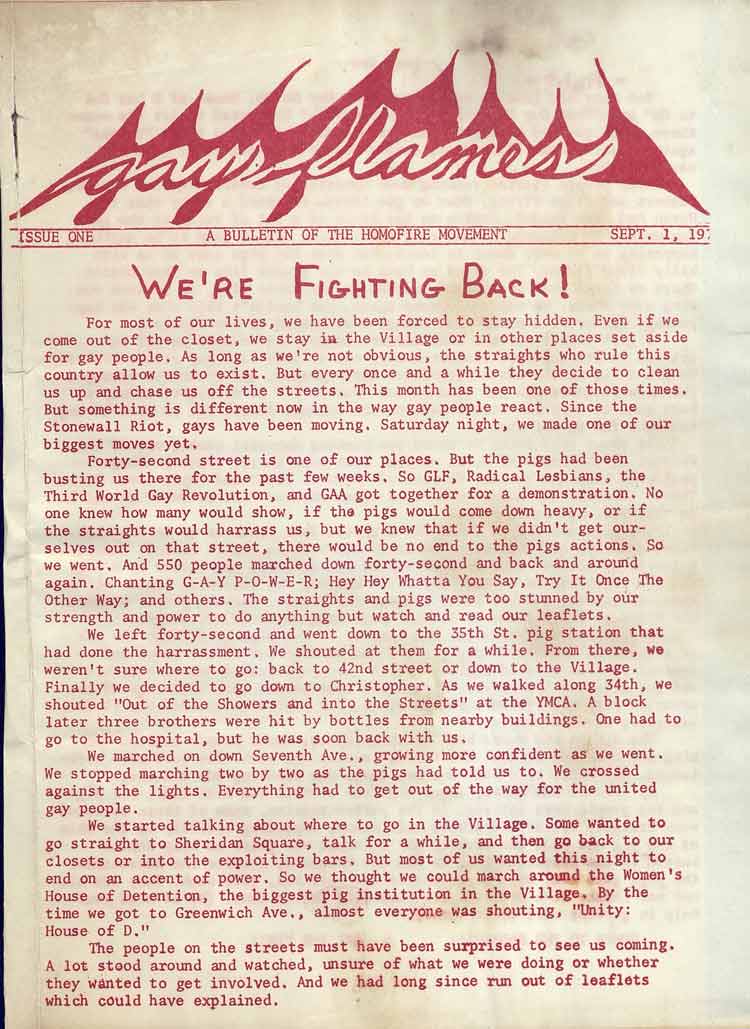 gay flames
ISSUE ONE A BULLETIN OF THE HOMOFIRE MOVEMENT SEPT. 1, 197
WE'RE FIGHTING BACK!
For most of our lives, we have been forced to stay hidden. Even if we
come out of the closet, we stay in the Village or in other places set aside
for gay people. As long as we're not obvious, the straights who rule this
country allow us to exist. But every once and a while they decide to clean
us up and chase us off the streets. This month has been one of those times.
But something is different now in the way gay people react. Since the
Stonewall Riot, gays have been moving. Saturday night, we made one of our
biggest moves yet.
Forty-second street is one of our places. But the pigs had been
busting us there for the past few weeks. So GLF, Radical Lesbians, the
Third World Gay Revolution, and GAA got together for a demonstration. No
one knew how many would show, if the pigs would come down heavy, or if
the straights would harrass us, but we knew that if we didn't get our-
selves out on that street, there would be no end to the pigs actions. So
we went. And 550 people marched down forty-second and back and around
again. Chanting G-A-Y P-O-W-E-R; Hey Hey Whatta You Say, Try It Once The
Other Way; and others. The straights and pigs were too stunned by our
strength and power to do anything but watch and read our leaflets.
We left forty-second and went down to the 35th St. pig station that
had done the harrassment. We shouted at them for a while. From there, we
weren't sure where to go: back to 42nd street or down to the Village.
Finally we decided to go down to Christopher. As we walked along 34th, we
shouted "Out of the Showers and into the Streets" at the YMCA. A block
later three brothers were hit by bottles from nearby buildings. One had to
go to the hospital, but he was soon back with us.
We marched on down Seventh Ave., growing more confident as we went.
We stopped marching two by two as the pigs had told us to. We crossed
against the lights. Everything had to get out of the way for the united
gay people.
We started talking about where to go in the Village. Some wanted to
go straight to Sheridan Square, talk for a while, and then go back to our
closets or into the exploiting bars. But most of us wanted this night to
end on an accent of power. So we thought we could march around the Women's
House of Detention, the biggest pig institution in the Village. By the
time we got to Greenwich Ave., almost everyone was shouting, "Unity:
House of D."
The people on the streets must have been surprised to see us coming.
A lot stood around and watched, unsure of what we were doing or whether
they wanted to get involved. And we had long since run out of leaflets
which could have explained.